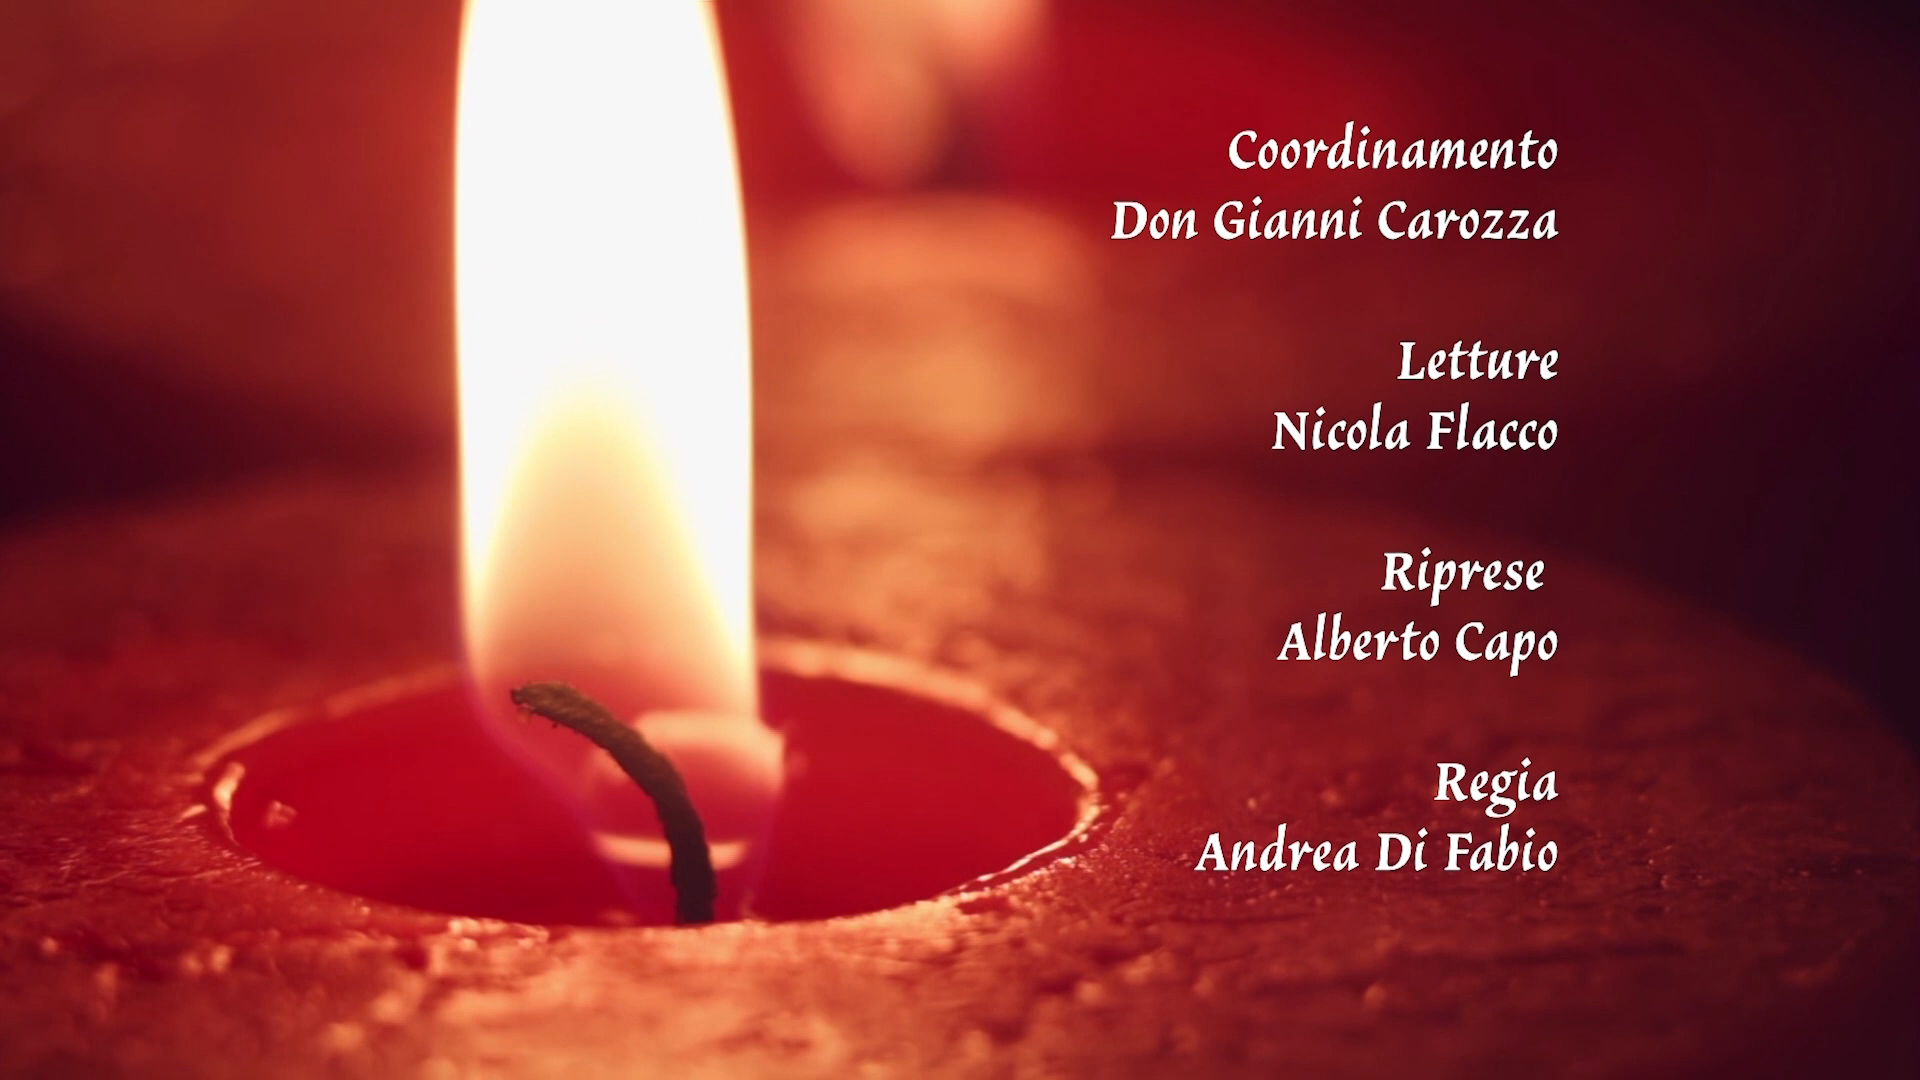 Coordinamento
Don Gianni Carozza
Letture
Nicola Flacco
Riprese
Alberto Capo
Regia
Andrea Di Fabio